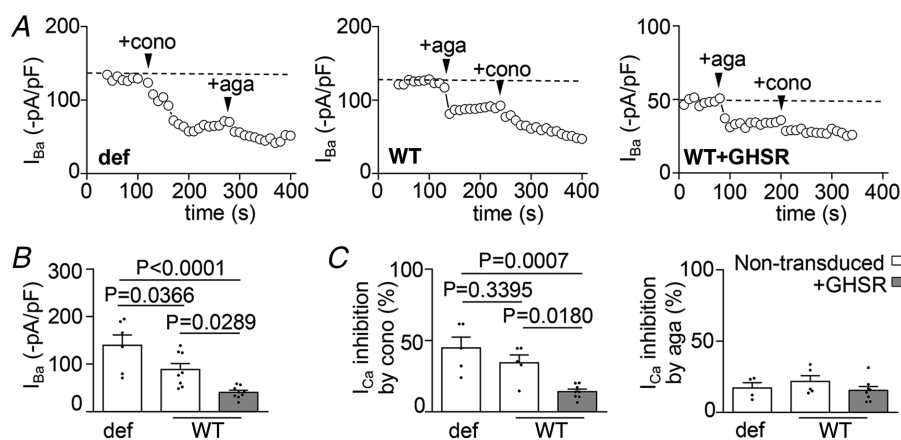 A
I_Ba (-pA/pF)
200
100
0
+cono
+aga
def
0 100 200 300 400
time (s)
I_Ba (-pA/pF)
200
100
0
+aga
+cono
WT
0 100 200 300 400
time (s)
I_Ba (-pA/pF)
100
50
0
+aga
+cono
WT+GHSR
0 100 200 300 400
time (s)
B
I_Ba (-pA/pF)
300
200
100
0
P<0.0001
P=0.0366
P=0.0289
def WT
C
I_Ca inhibition
by cono (%)
100
50
0
P=0.0007
P=0.3395
P=0.0180
def WT
I_Ca inhibition
by aga (%)
100
50
0
Non-transduced
+GHSR
def WT